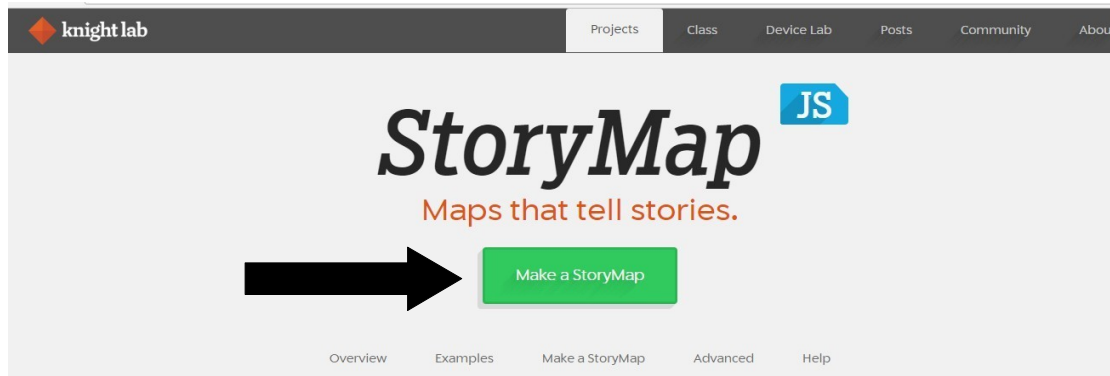 knight lab Projects Class Device Lab Posts Community Abou
JS
StoryMap
Maps that tell stories.
Make a StoryMap
Overview Examples Make a StoryMap Advanced Help